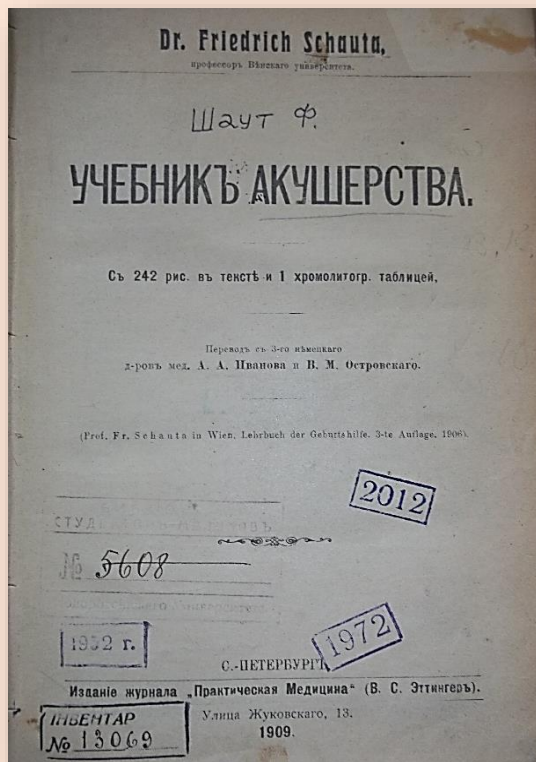 Dr. Friedrich Schauta,
профессоръ Вѣнскаго университета.
Шаут Ф.
УЧЕБНИКЪ АКУШЕРСТВА.
Съ 242 рис. въ текстѣ и 1 хромолитогр. таблицей,
Переводъ съ 3-го нѣмецкаго
д-ровъ мед. А. А. Иванова и В. М. Островскаго.
(Prof. Fr. Schauta in Wien. Lehrbuch der Geburtshilfe. 3-te Auflage. 1906).
2012
№ 5608
1932 г.
1972
С.-ПЕТЕРБУРГЪ
Изданіе журнала „Практическая Медицина“ (В. С. Эттингеръ).
Улица Жуковскаго, 13.
1909.
ІНВЕНТАР
№ 13069